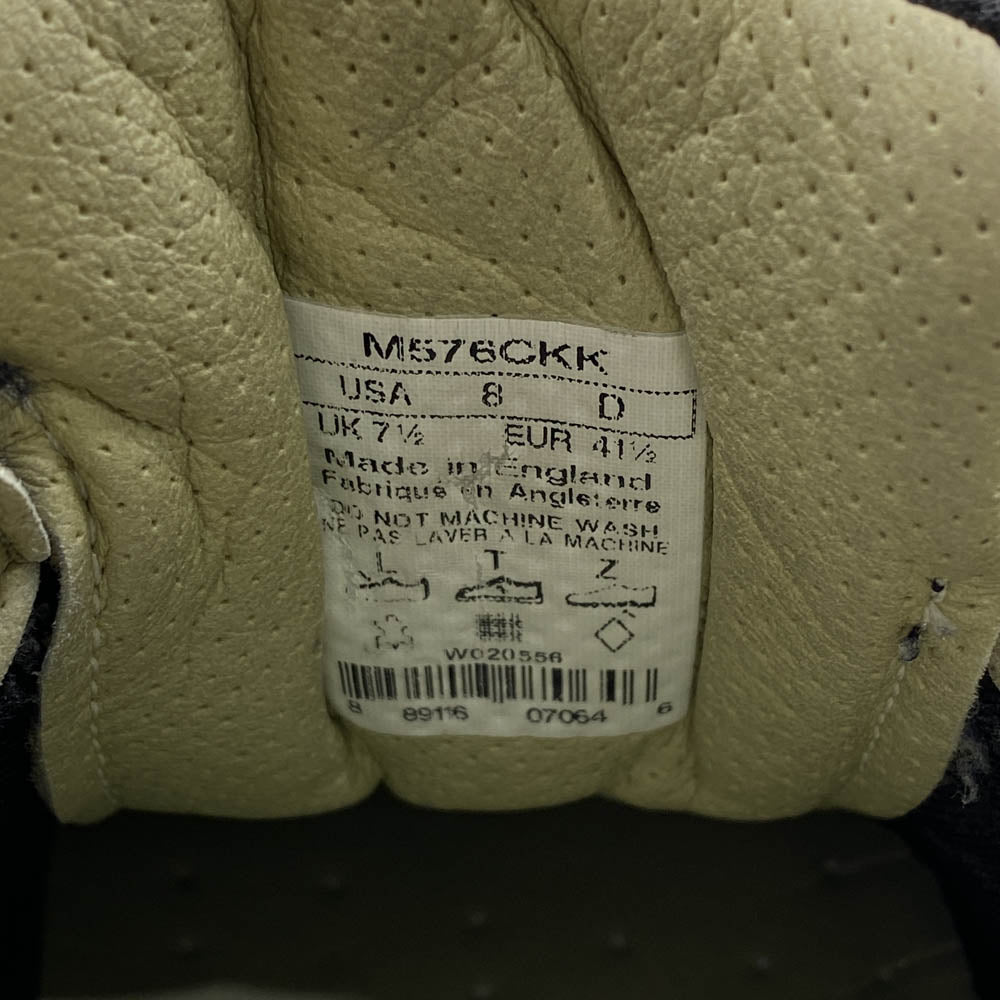 M576CKK
USA 8 D
UK 7½ EUR 41½
Made in England
Fabriqué en Angleterre
DO NOT MACHINE WASH
NE PAS LAVER A LA MACHINE
L T Z
W020556
8 89116 07064 6